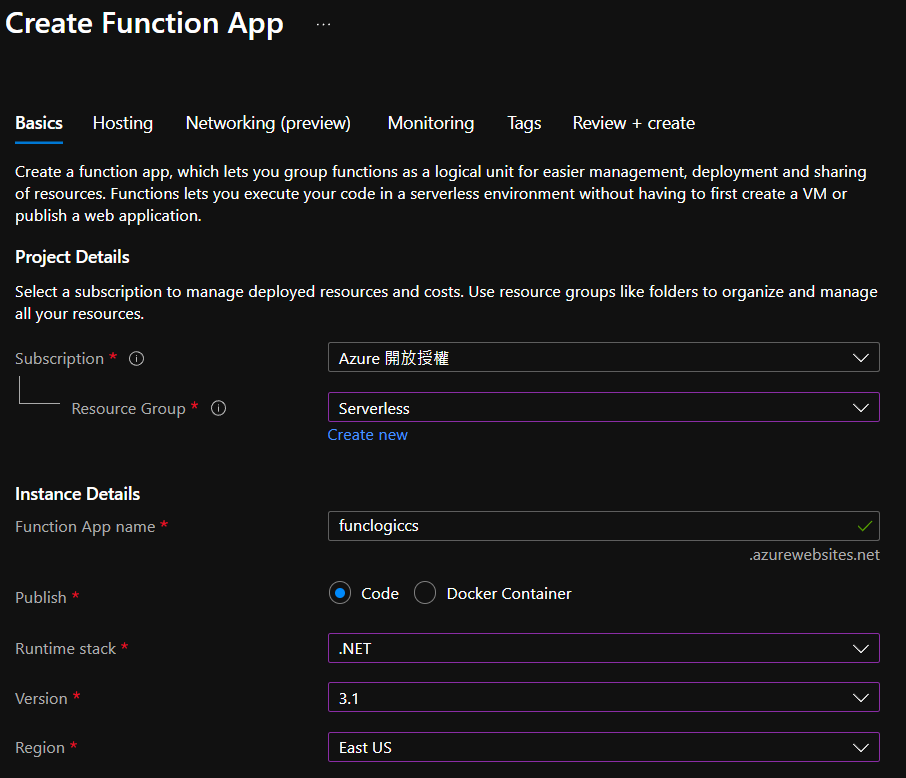 Create Function App ...
Basics Hosting Networking (preview) Monitoring Tags Review + create
Create a function app, which lets you group functions as a logical unit for easier management, deployment and sharing
of resources. Functions lets you execute your code in a serverless environment without having to first create a VM or
publish a web application.
Project Details
Select a subscription to manage deployed resources and costs. Use resource groups like folders to organize and manage
all your resources.
Subscription * Azure 開放授權
Resource Group * Serverless
Create new
Instance Details
Function App name * funclogiccs
.azurewebsites.net
Publish * Code Docker Container
Runtime stack * .NET
Version * 3.1
Region * East US